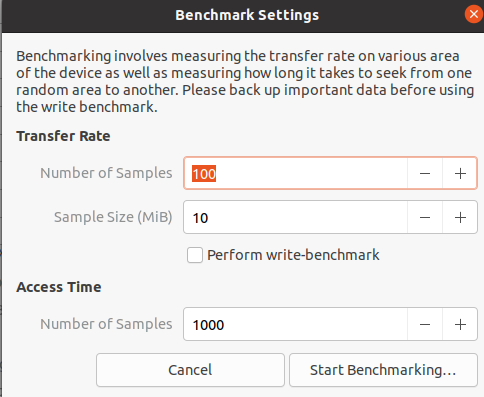 Benchmark Settings
Benchmarking involves measuring the transfer rate on various area
of the device as well as measuring how long it takes to seek from one
random area to another. Please back up important data before using
the write benchmark.
Transfer Rate
Number of Samples 100 − +
Sample Size (MiB) 10 − +
Perform write-benchmark
Access Time
Number of Samples 1000 − +
Cancel Start Benchmarking…